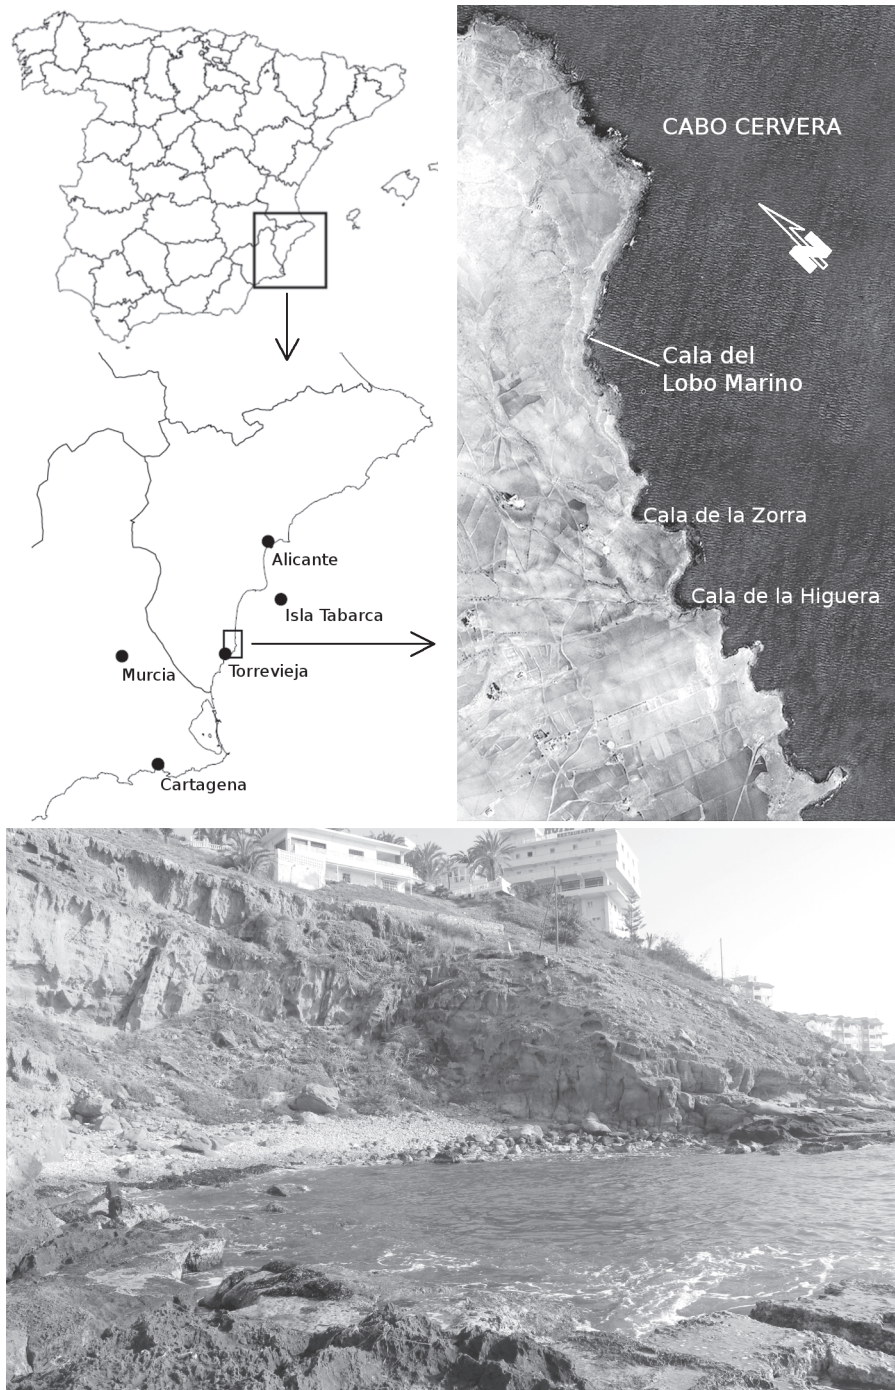 CABO CERVERA
Cala del
Lobo Marino
Cala de la Zorra
Cala de la Higuera
Alicante
Isla Tabarca
Torrevieja
Murcia
Cartagena
RESTAURANTE